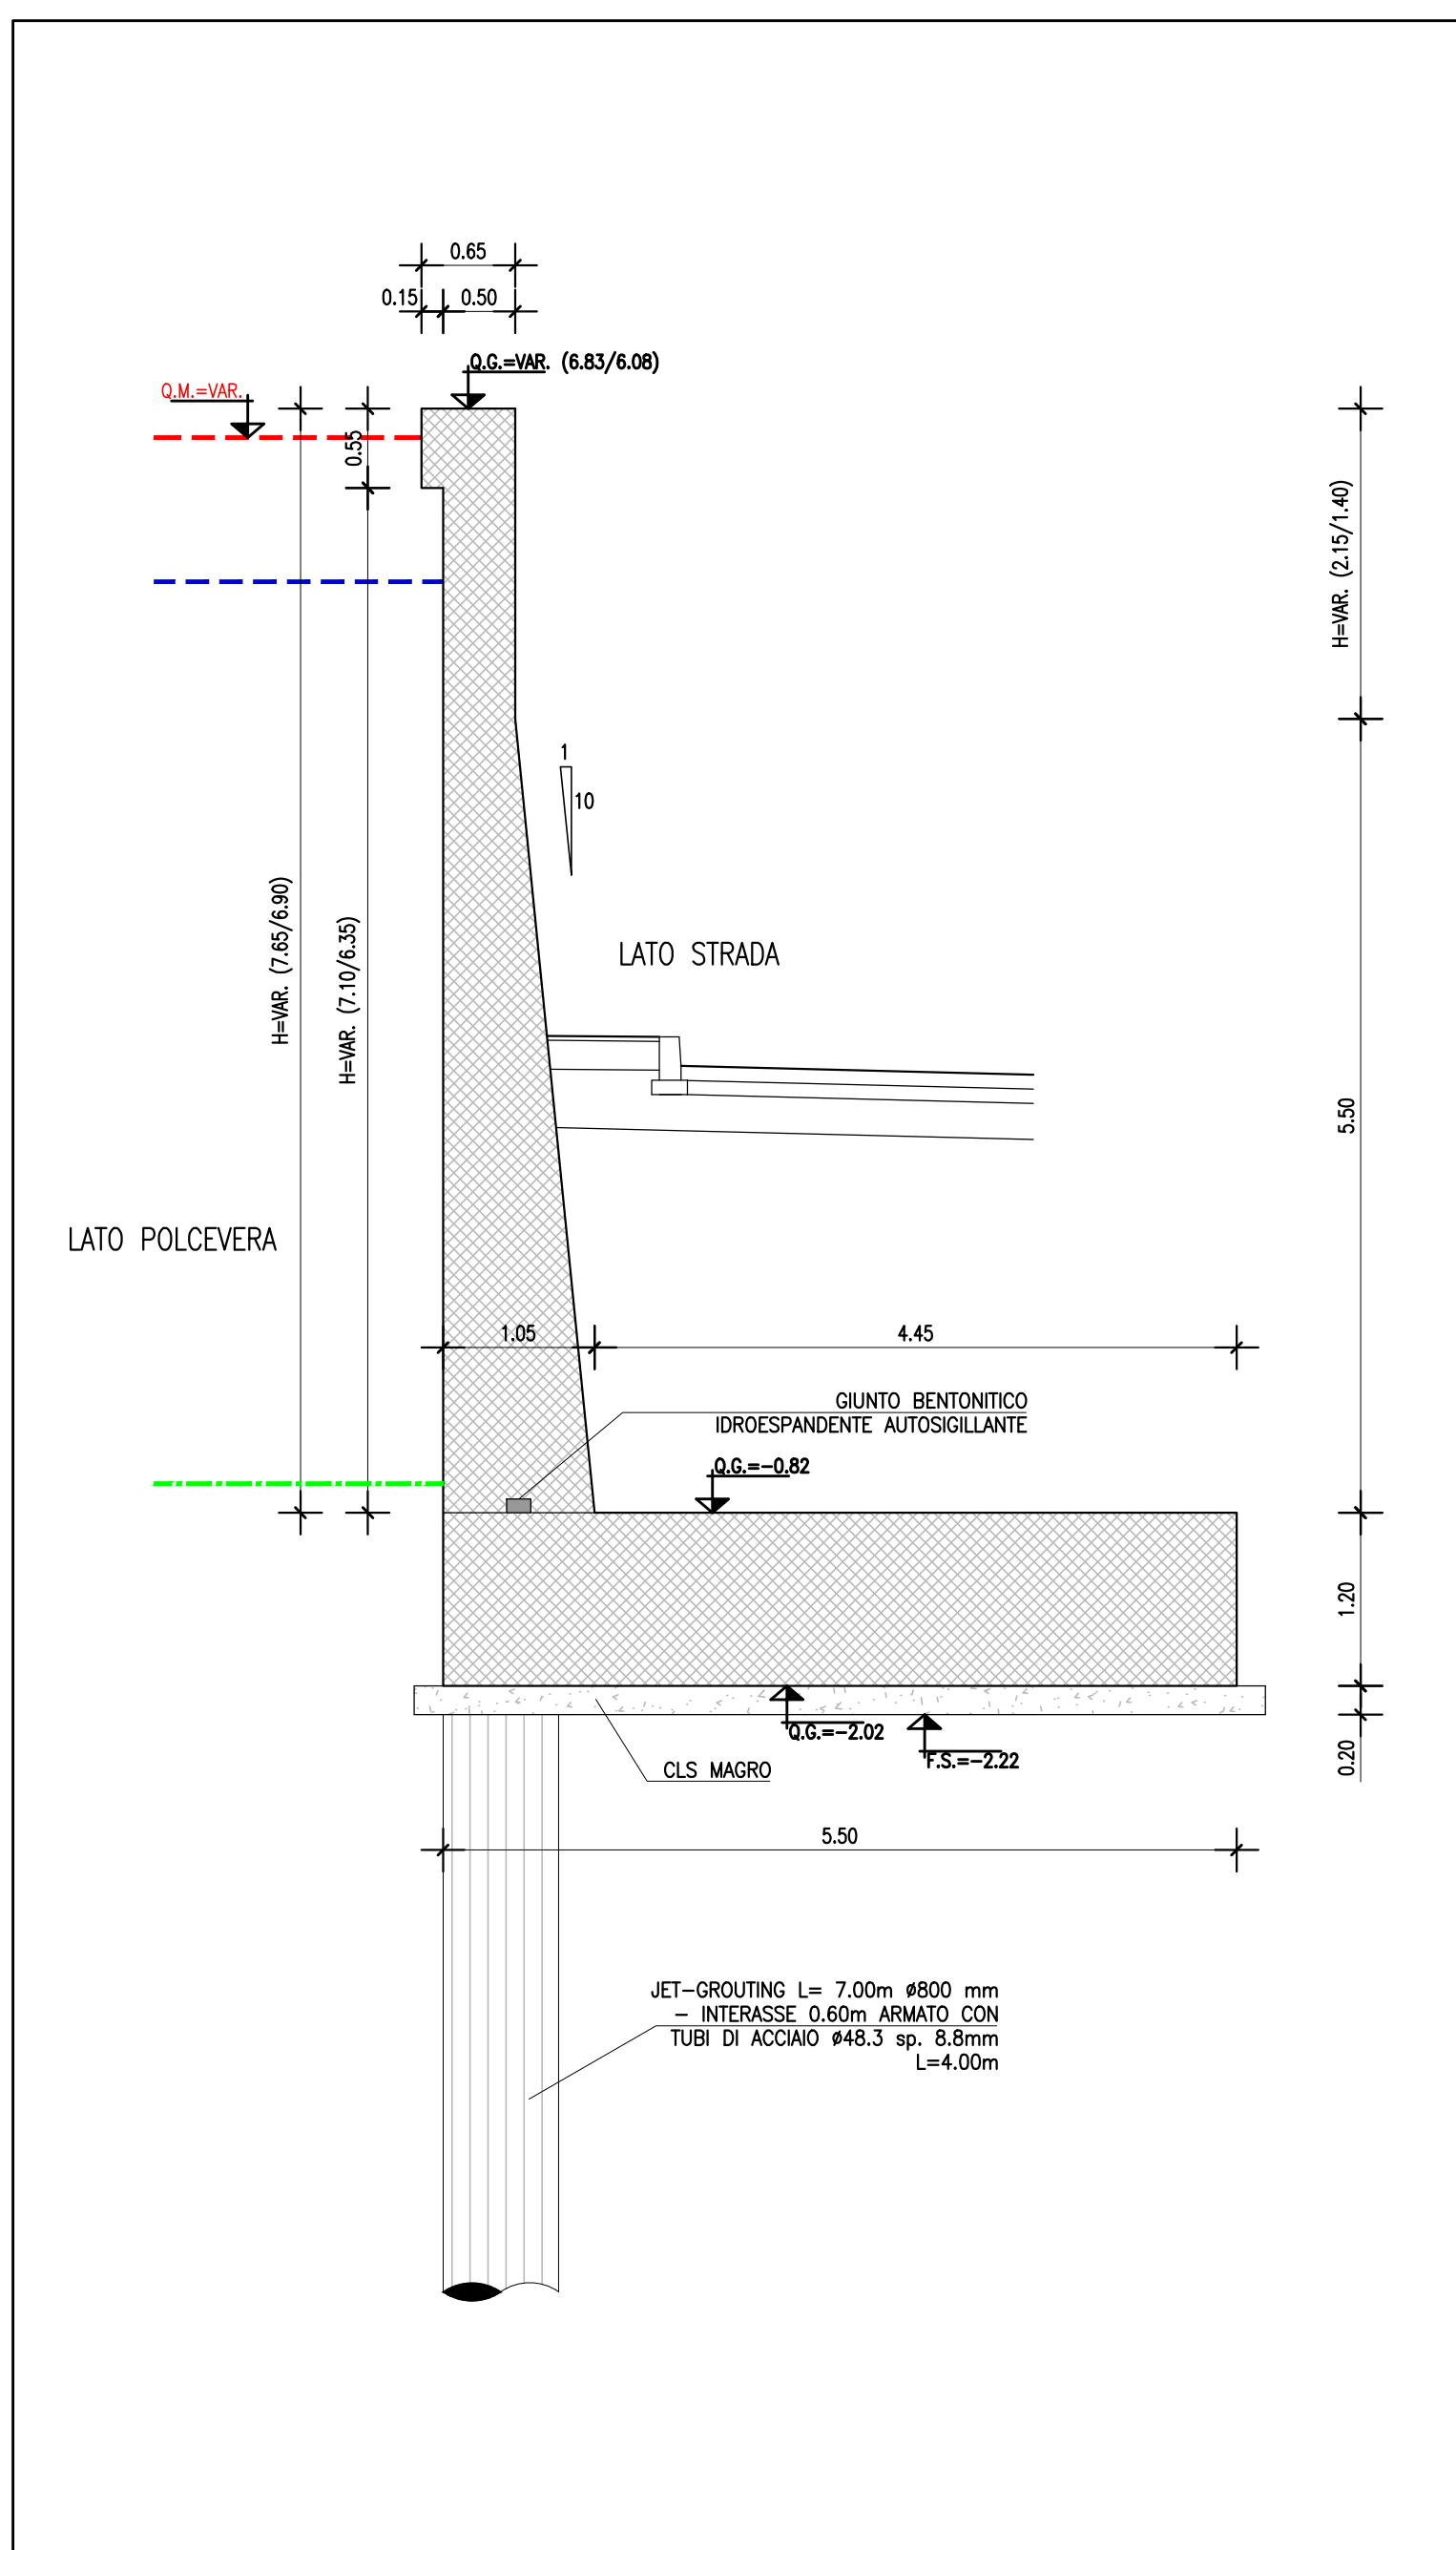 0.65
0.15
0.50
Q.G.=VAR. (6.83/6.08)
Q.M.=VAR.
0.55
H=VAR. (2.15/1.40)
1
10
H=VAR. (7.65/6.90)
H=VAR. (7.10/6.35)
LATO STRADA
5.50
LATO POLCEVERA
1.05
4.45
GIUNTO BENTONITICO
IDROESPANDENTE AUTOSIGILLANTE
Q.G.=-0.82
1.20
Q.G.=-2.02
F.S.=-2.22
0.20
CLS MAGRO
5.50
JET-GROUTING L= 7.00m ø800 mm
- INTERASSE 0.60m ARMATO CON
TUBI DI ACCIAIO ø48.3 sp. 8.8mm
L=4.00m